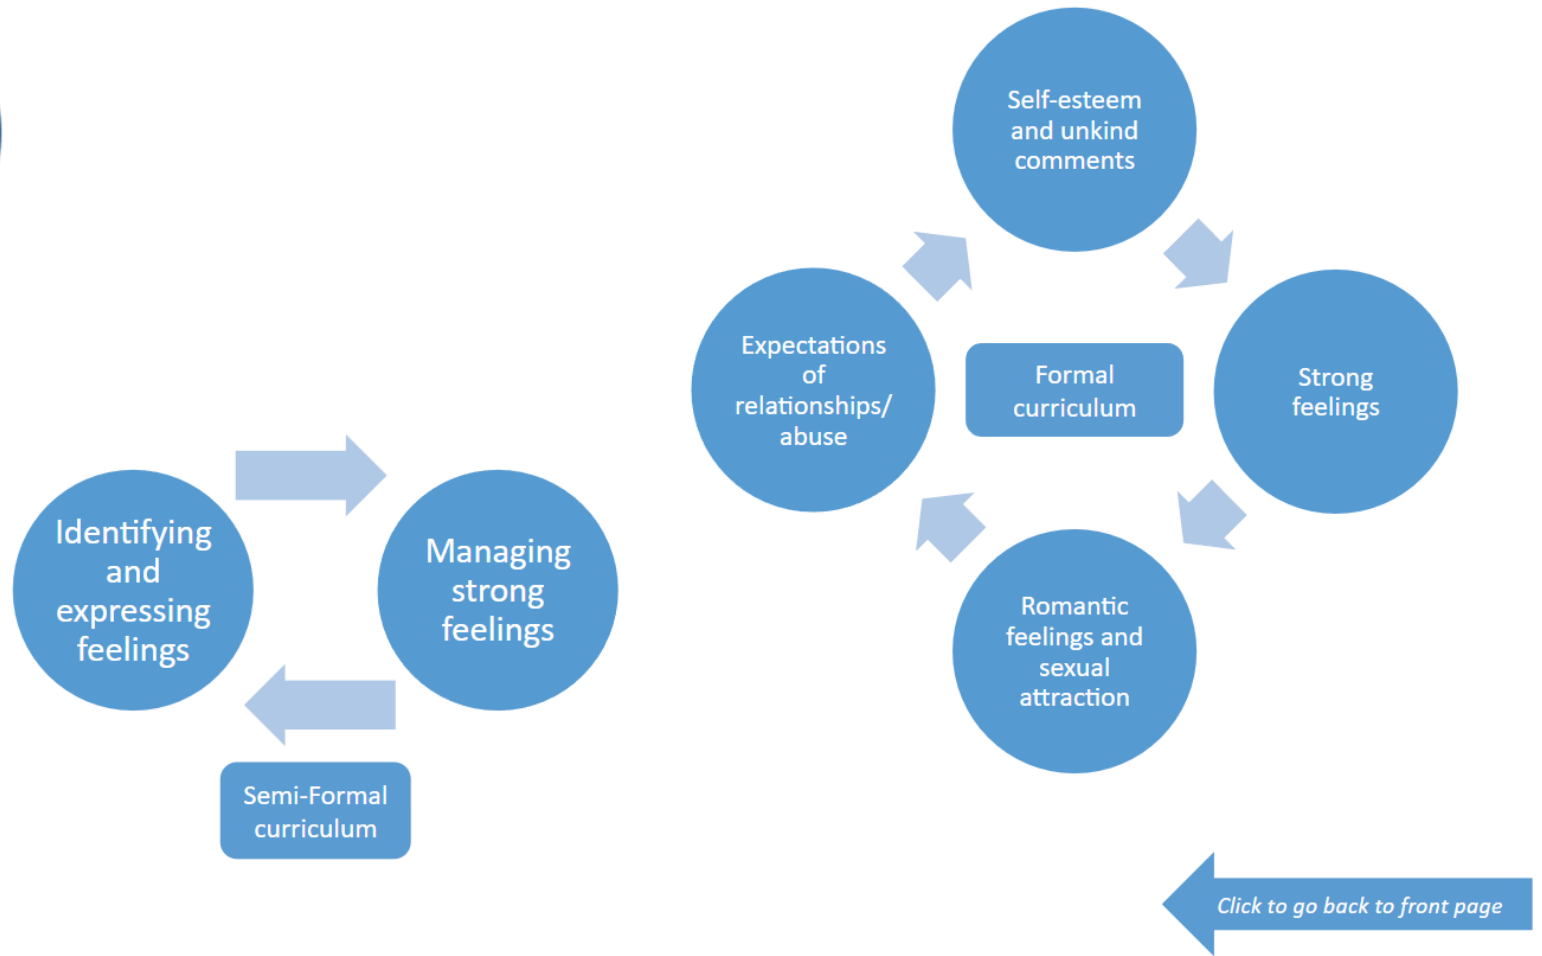 Identifying
and
expressing
feelings
Managing
strong
feelings
Semi-Formal
curriculum
Self-esteem
and unkind
comments
Strong
feelings
Romantic
feelings and
sexual
attraction
Expectations
of
relationships/
abuse
Formal
curriculum
Click to go back to front page